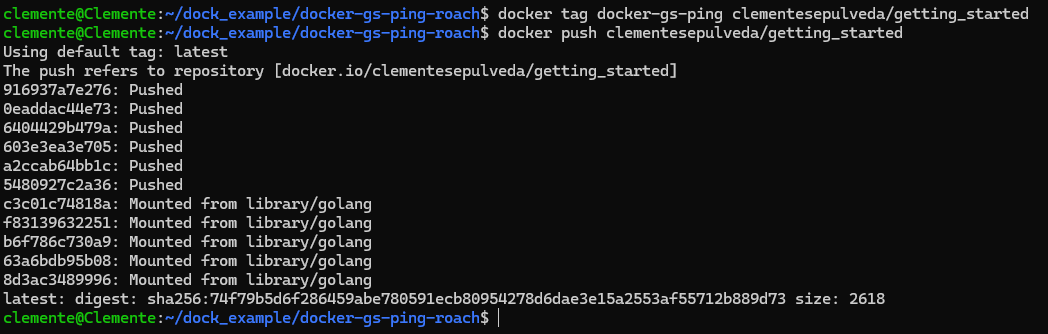 clemente@Clemente:~/dock_example/docker-gs-ping-roach$ docker tag docker-gs-ping clementesepulveda/getting_started
clemente@Clemente:~/dock_example/docker-gs-ping-roach$ docker push clementesepulveda/getting_started
Using default tag: latest
The push refers to repository [docker.io/clementesepulveda/getting_started]
916937a7e276: Pushed
0eaddac44e73: Pushed
6404429b479a: Pushed
603e3ea3e705: Pushed
a2ccab64bb1c: Pushed
5480927c2a36: Pushed
c3c01c74818a: Mounted from library/golang
f83139632251: Mounted from library/golang
b6f786c730a9: Mounted from library/golang
63a6bdb95b08: Mounted from library/golang
8d3ac3489996: Mounted from library/golang
latest: digest: sha256:74f79b5d6f286459abe780591ecb80954278d6dae3e15a2553af55712b889d73 size: 2618
clemente@Clemente:~/dock_example/docker-gs-ping-roach$